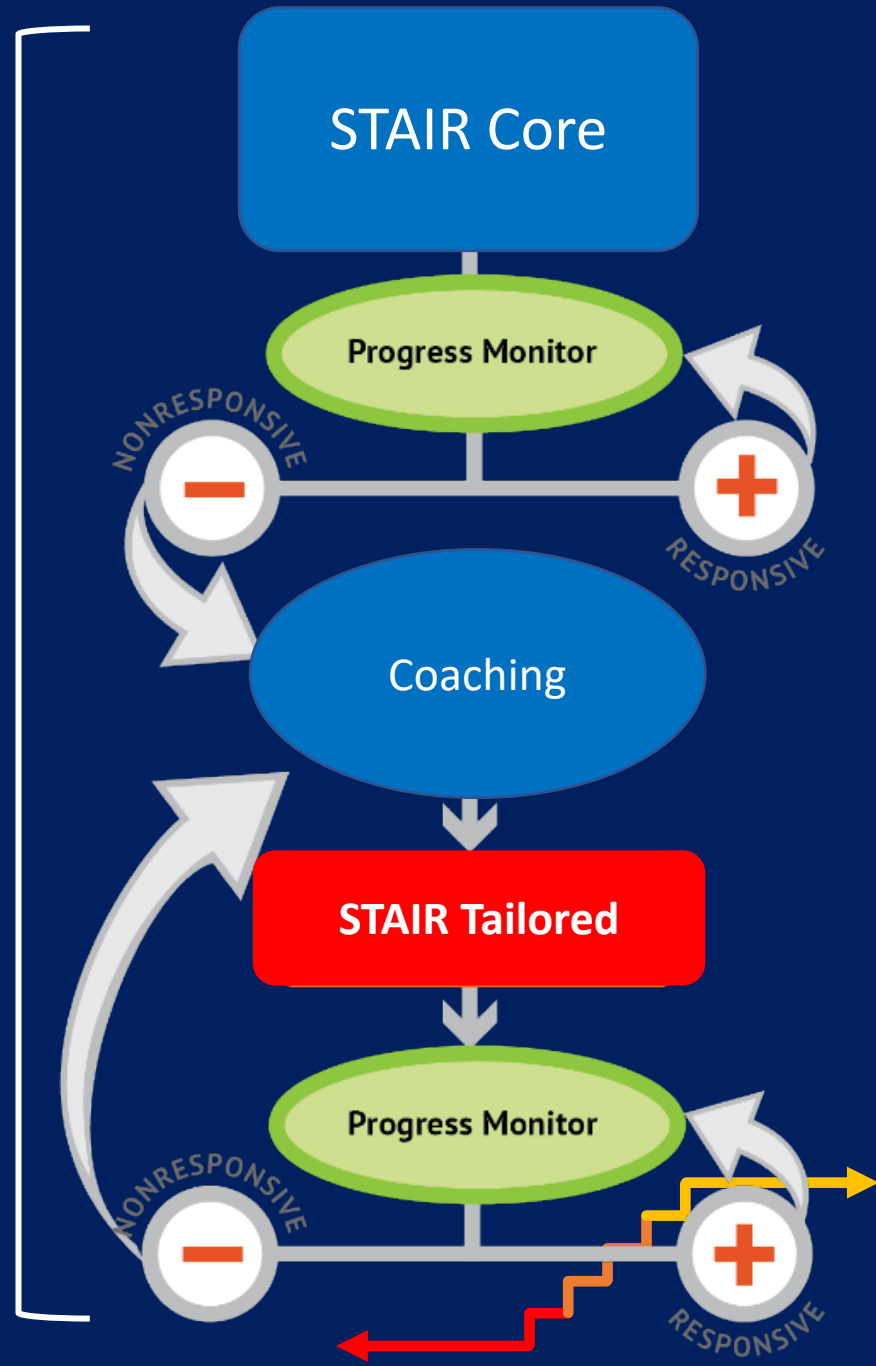 STAIR Core
Progress Monitor
NONRESPONSIVE
RESPONSIVE
Coaching
STAIR Tailored
Progress Monitor
NONRESPONSIVE
RESPONSIVE